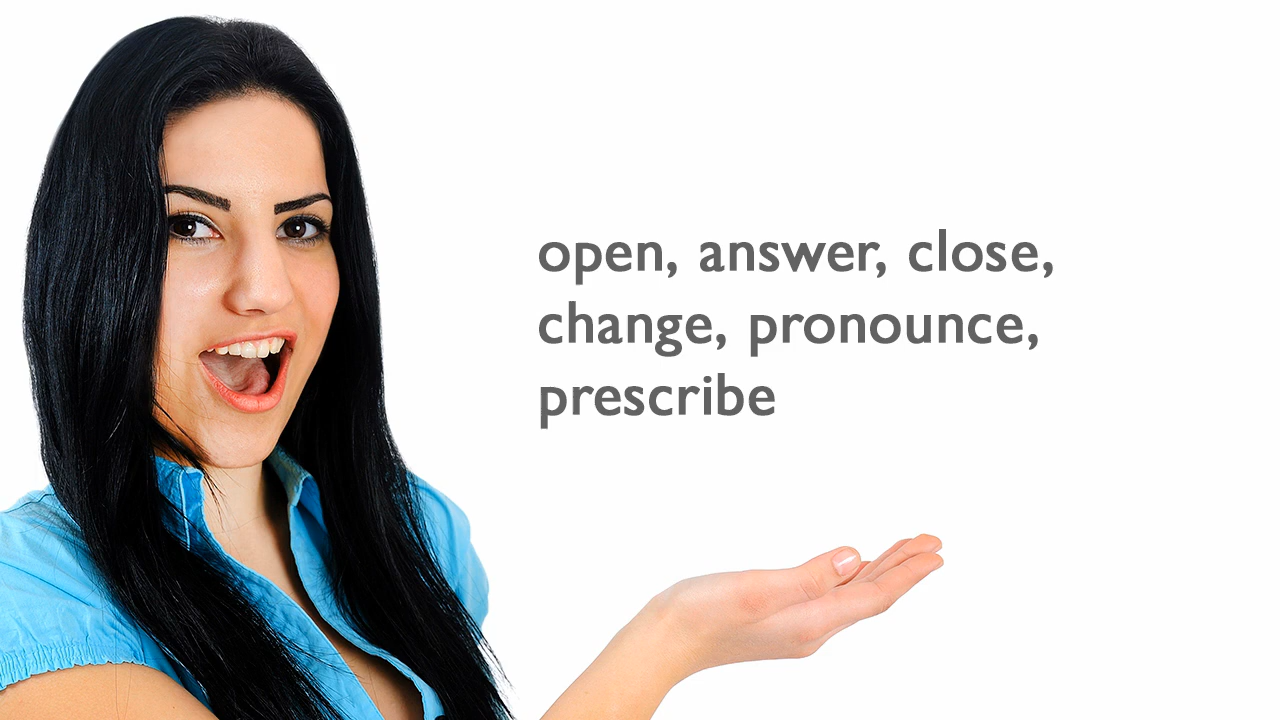 open, answer, close,
change, pronounce,
prescribe